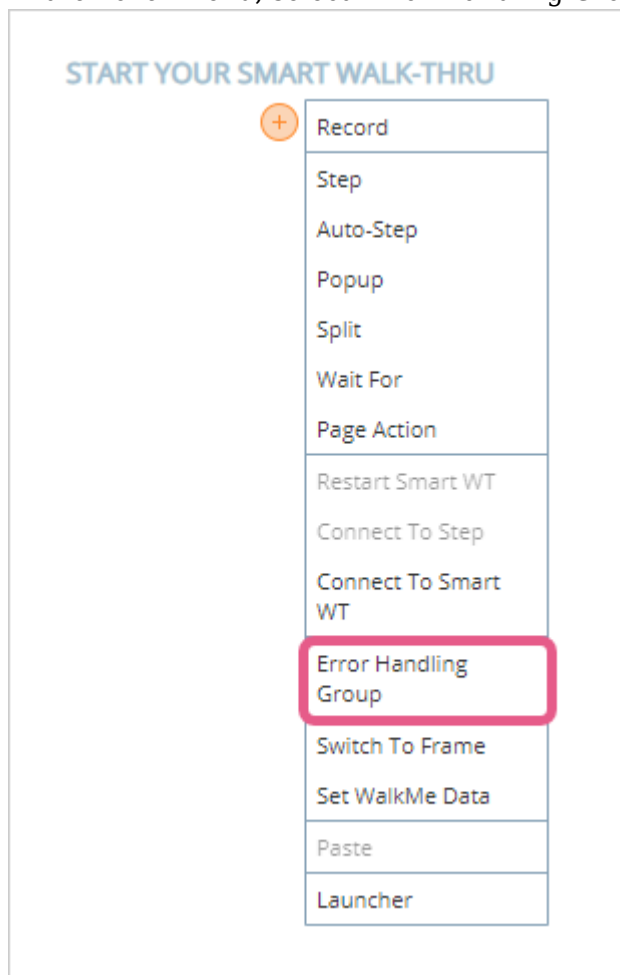 START YOUR SMART WALK-THRU
+
Record
Step
Auto-Step
Popup
Split
Wait For
Page Action
Restart Smart WT
Connect To Step
Connect To Smart
WT
Error Handling
Group
Switch To Frame
Set WalkMe Data
Paste
Launcher